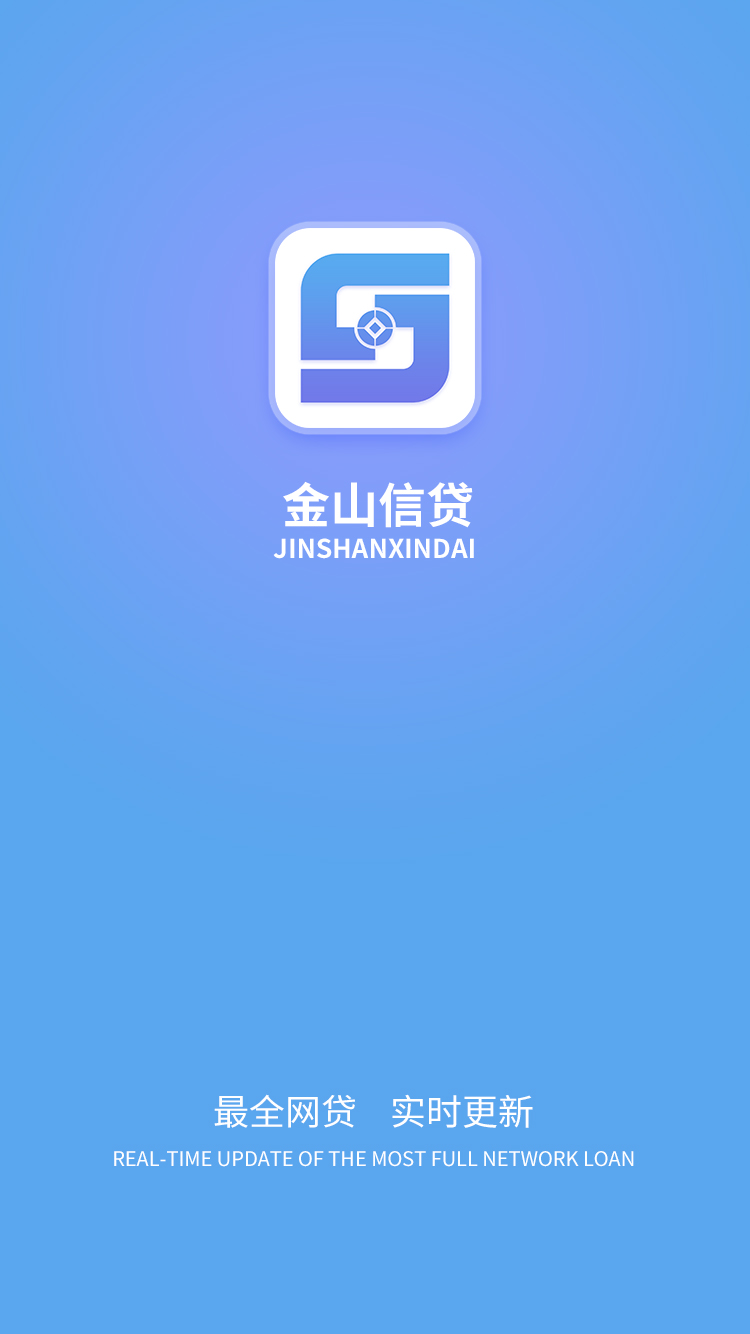 金山信贷
JINSHANXINDAI
最全网贷 实时更新
REAL-TIME UPDATE OF THE MOST FULL NETWORK LOAN